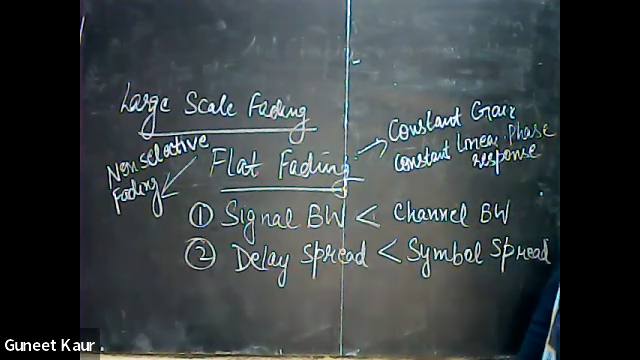 Large Scale Fading
Constant Gain
Constant linear Phase
response
Non selective
Fading
Flat Fading
① Signal BW < Channel BW
② Delay Spread < Symbol Spread
Guneet Kaur